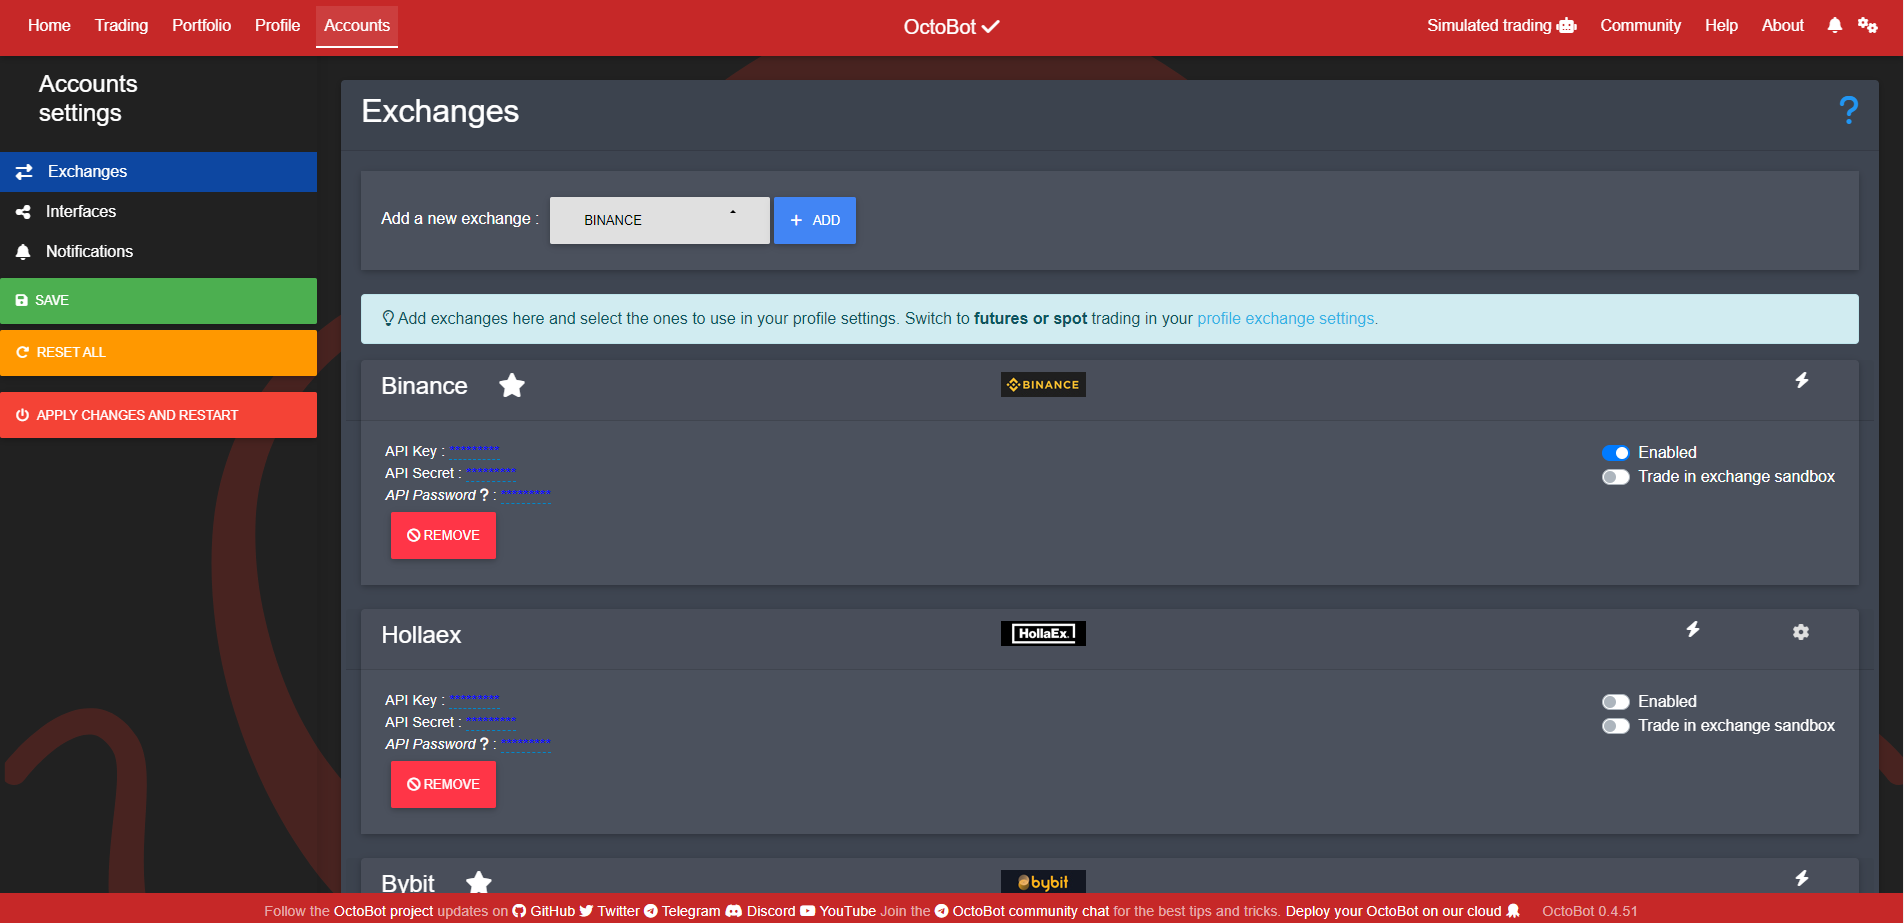 Home Trading Portfolio Profile Accounts OctoBot Simulated trading Community Help About
Accounts
settings
Exchanges
Interfaces
Notifications
SAVE
RESET ALL
APPLY CHANGES AND RESTART
Exchanges ?
Add a new exchange : BINANCE + ADD
Add exchanges here and select the ones to use in your profile settings. Switch to futures or spot trading in your profile exchange settings.
Binance BINANCE
API Key : *********
API Secret : *********
API Password ? : *********
REMOVE
Enabled
Trade in exchange sandbox
Hollaex HollaEx.
API Key : *********
API Secret : *********
API Password ? : *********
REMOVE
Enabled
Trade in exchange sandbox
Bybit bybit
Follow the OctoBot project updates on GitHub Twitter Telegram Discord YouTube Join the OctoBot community chat for the best tips and tricks. Deploy your OctoBot on our cloud OctoBot 0.4.51